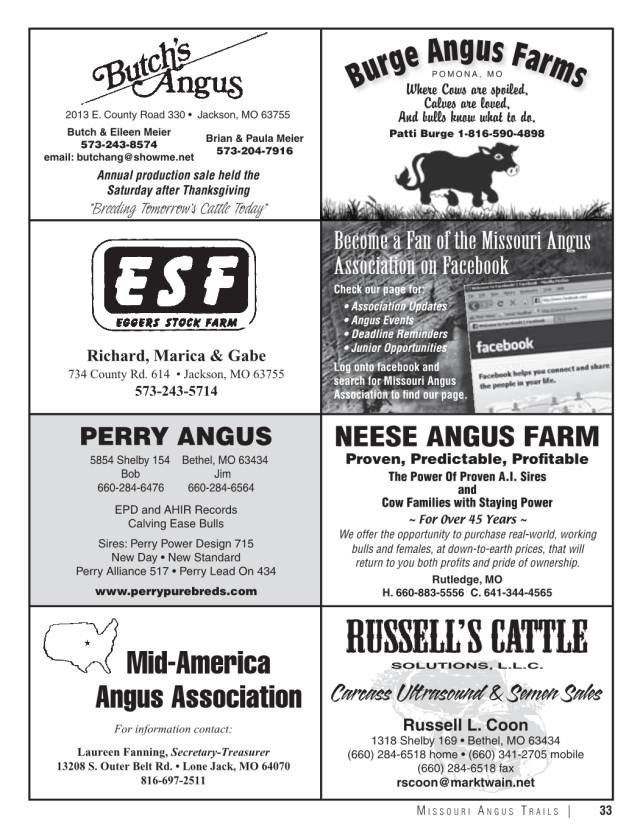 Butch's
Angus
2013 E. County Road 330 • Jackson, MO 63755
Butch & Eileen Meier
573-243-8574
email: butchang@showme.net
Brian & Paula Meier
573-204-7916
Annual production sale held the
Saturday after Thanksgiving
"Breeding Tomorrow's Cattle Today"
Burge Angus Farms
POMONA, MO
Where Cows are spoiled,
Calves are loved,
And bulls know what to do.
Patti Burge 1-816-590-4898
ESF
EGGERS STOCK FARM
Richard, Marica & Gabe
734 County Rd. 614 • Jackson, MO 63755
573-243-5714
Become a Fan of the Missouri Angus
Association on Facebook
Check our page for:
• Association Updates
• Angus Events
• Deadline Reminders
• Junior Opportunities
Log onto facebook and
search for Missouri Angus
Association to find our page.
facebook
Facebook helps you connect and share
the people in your life.
PERRY ANGUS
5854 Shelby 154 Bethel, MO 63434
Bob Jim
660-284-6476 660-284-6564
EPD and AHIR Records
Calving Ease Bulls
Sires: Perry Power Design 715
New Day • New Standard
Perry Alliance 517 • Perry Lead On 434
www.perrypurebreds.com
NEESE ANGUS FARM
Proven, Predictable, Profitable
The Power Of Proven A.I. Sires
and
Cow Families with Staying Power
~ For Over 45 Years ~
We offer the opportunity to purchase real-world, working
bulls and females, at down-to-earth prices, that will
return to you both profits and pride of ownership.
Rutledge, MO
H. 660-883-5556 C. 641-344-4565
Mid-America
Angus Association
For information contact:
Laureen Fanning, Secretary-Treasurer
13208 S. Outer Belt Rd. • Lone Jack, MO 64070
816-697-2511
RUSSELL'S CATTLE
SOLUTIONS, L.L.C.
Carcass Ultrasound & Semen Sales
Russell L. Coon
1318 Shelby 169 • Bethel, MO 63434
(660) 284-6518 home • (660) 341-2705 mobile
(660) 284-6518 fax
rscoon@marktwain.net
MISSOURI ANGUS TRAILS | 33